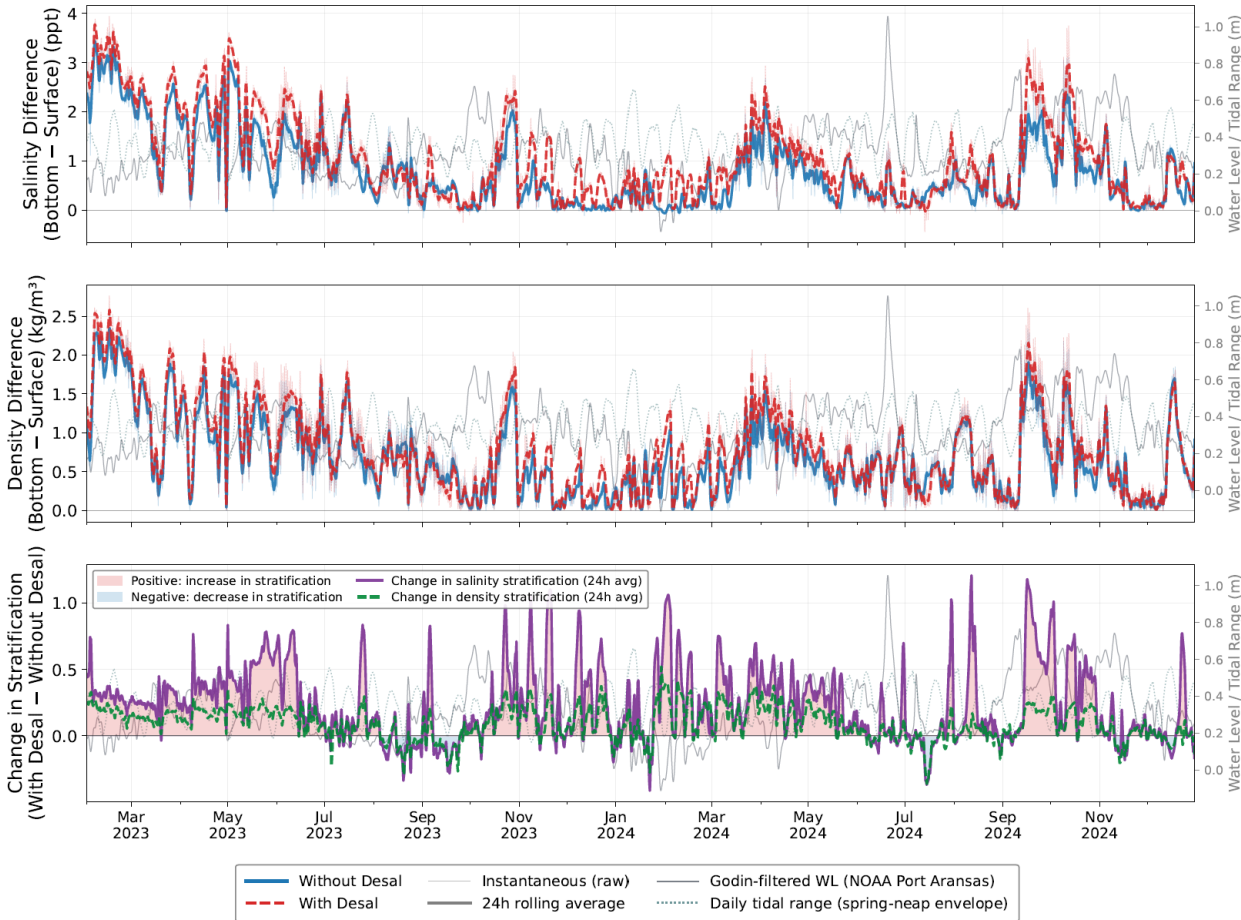 Salinity Difference
(Bottom − Surface) (ppt)
4
3
2
1
0
1.0
0.8
0.6
0.4
0.2
0.0
Water Level / Tidal Range (m)
Density Difference
(Bottom − Surface) (kg/m³)
2.5
2.0
1.5
1.0
0.5
0.0
1.0
0.8
0.6
0.4
0.2
0.0
Water Level / Tidal Range (m)
Change in Stratification
(With Desal − Without Desal)
1.0
0.5
0.0
Positive: increase in stratification
Negative: decrease in stratification
Change in salinity stratification (24h avg)
Change in density stratification (24h avg)
1.0
0.8
0.6
0.4
0.2
0.0
Water Level / Tidal Range (m)
Mar
2023
May
2023
Jul
2023
Sep
2023
Nov
2023
Jan
2024
Mar
2024
May
2024
Jul
2024
Sep
2024
Nov
2024
Without Desal
With Desal
Instantaneous (raw)
24h rolling average
Godin-filtered WL (NOAA Port Aransas)
Daily tidal range (spring-neap envelope)